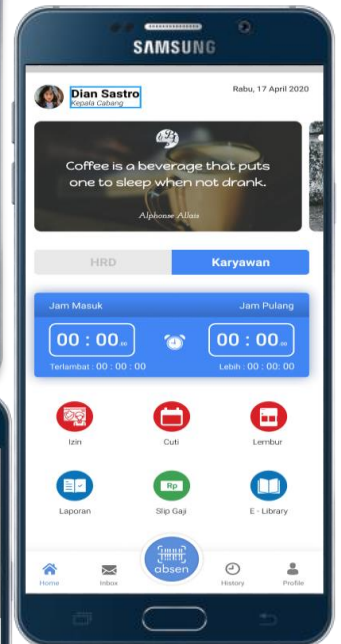 SAMSUNG
Dian Sastro
Kepala Cabang
Rabu, 17 April 2020
Coffee is a beverage that puts
one to sleep when not drank.
Alphonse Allais
HRD
Karyawan
Jam Masuk
Jam Pulang
00 : 00
00 : 00
Terlambat : 00 : 00 : 00
Lebih : 00 : 00: 00
Izin
Cuti
Lembur
Rp
Laporan
Slip Gaji
E - Library
absen
Home
Inbox
History
Profile